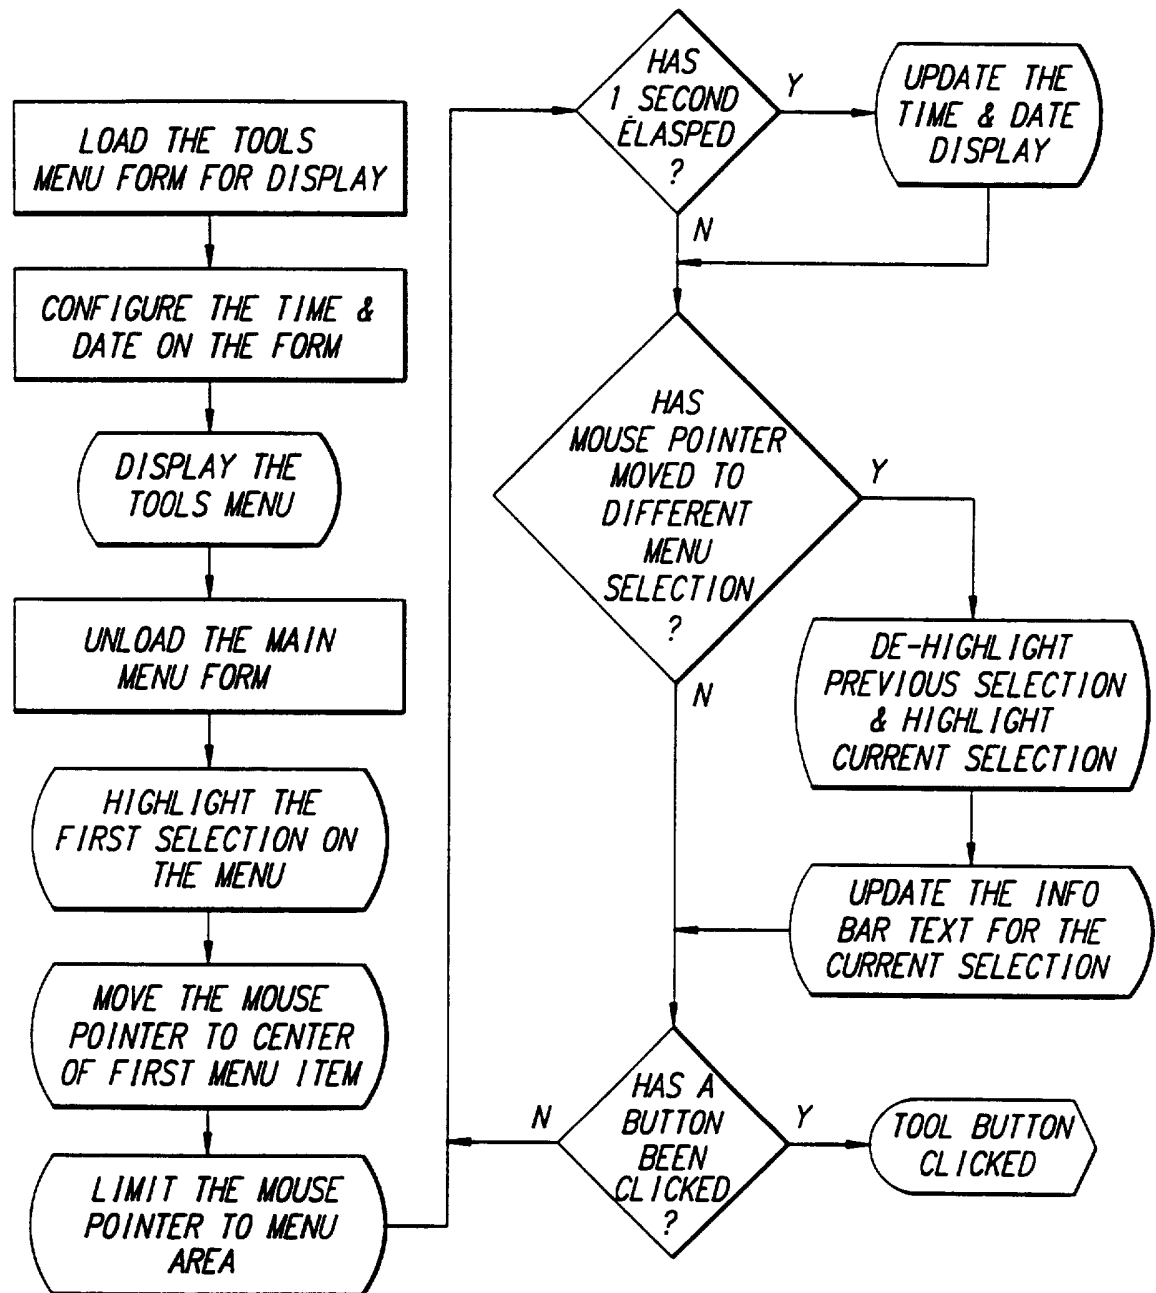 LOAD THE TOOLS
MENU FORM FOR DISPLAY
CONFIGURE THE TIME &
DATE ON THE FORM
DISPLAY THE
TOOLS MENU
UNLOAD THE MAIN
MENU FORM
HIGHLIGHT THE
FIRST SELECTION ON
THE MENU
MOVE THE MOUSE
POINTER TO CENTER
OF FIRST MENU ITEM
LIMIT THE MOUSE
POINTER TO MENU
AREA
HAS
1 SECOND
ELASPED
?
Y
UPDATE THE
TIME & DATE
DISPLAY
N
HAS
MOUSE POINTER
MOVED TO
DIFFERENT
MENU
SELECTION
?
Y
DE-HIGHLIGHT
PREVIOUS SELECTION
& HIGHLIGHT
CURRENT SELECTION
N
UPDATE THE INFO
BAR TEXT FOR THE
CURRENT SELECTION
HAS A
BUTTON
BEEN
CLICKED
?
N
Y
TOOL BUTTON
CLICKED